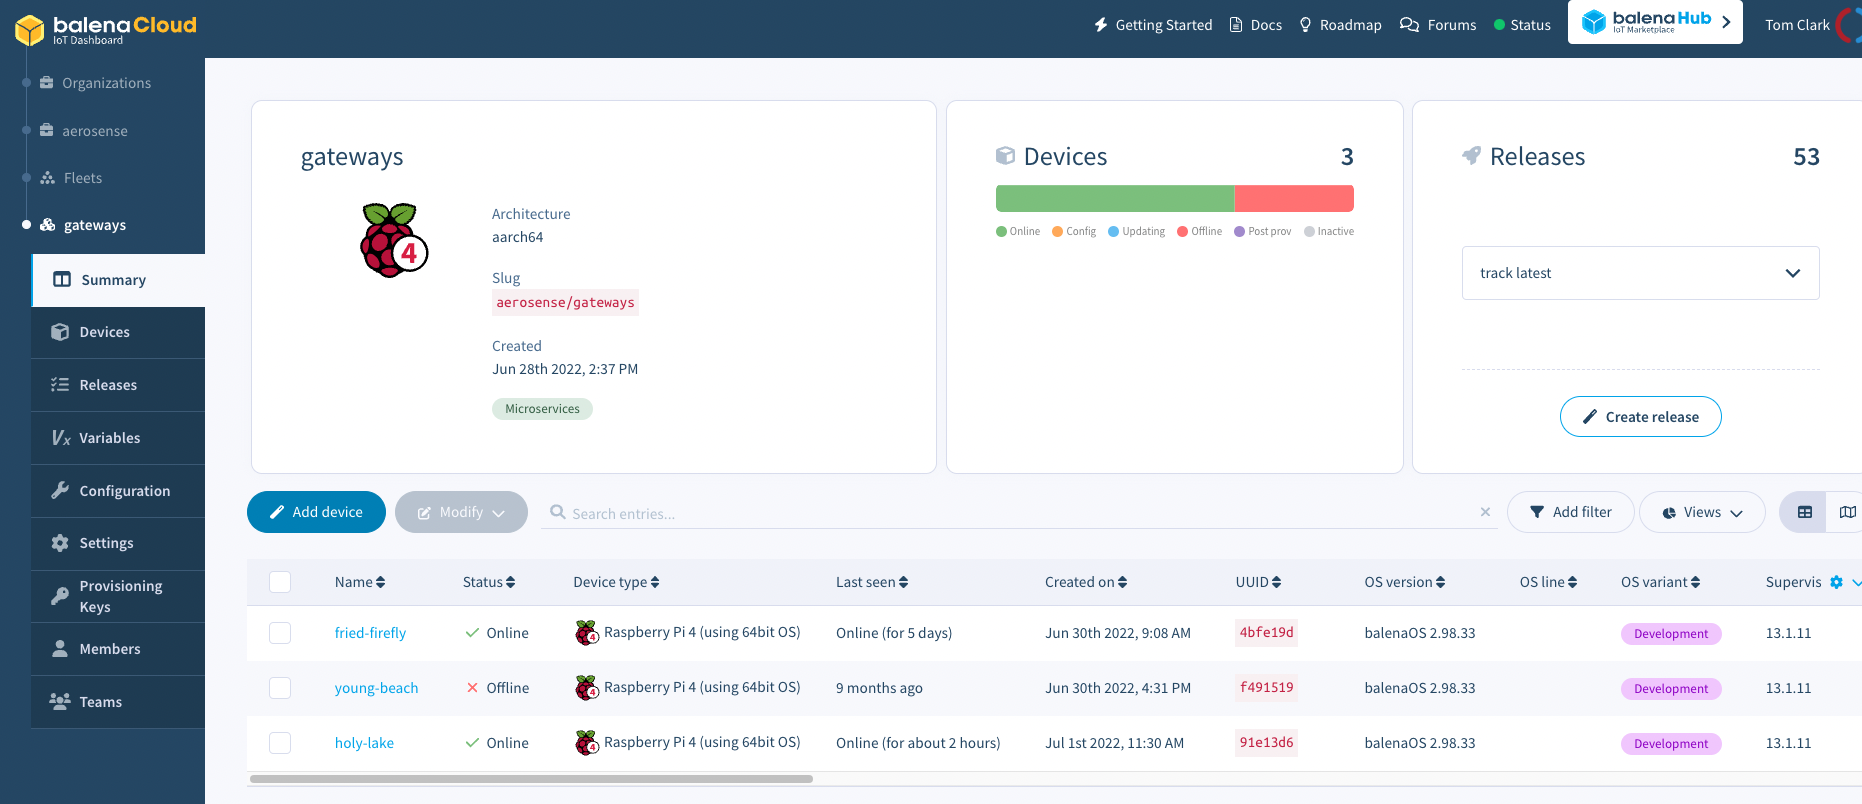 balenaCloud
IoT Dashboard
Getting Started
Docs
Roadmap
Forums
Status
balenaHub
IoT Marketplace
Tom Clark
Organizations
aerosense
Fleets
gateways
Summary
Devices
Releases
Variables
Configuration
Settings
Provisioning
Keys
Members
Teams
gateways
4
Architecture
aarch64
Slug
aerosense/gateways
Created
Jun 28th 2022, 2:37 PM
Microservices
Devices 3
Online Config Updating Offline Post prov Inactive
Releases 53
track latest
Create release
Add device
Modify
Search entries...
Add filter
Views
Name Status Device type Last seen Created on UUID OS version OS line OS variant Supervis
fried-firefly Online 4 Raspberry Pi 4 (using 64bit OS) Online (for 5 days) Jun 30th 2022, 9:08 AM 4bfe19d balenaOS 2.98.33 Development 13.1.11
young-beach Offline 4 Raspberry Pi 4 (using 64bit OS) 9 months ago Jun 30th 2022, 4:31 PM f491519 balenaOS 2.98.33 Development 13.1.11
holy-lake Online 4 Raspberry Pi 4 (using 64bit OS) Online (for about 2 hours) Jul 1st 2022, 11:30 AM 91e13d6 balenaOS 2.98.33 Development 13.1.11